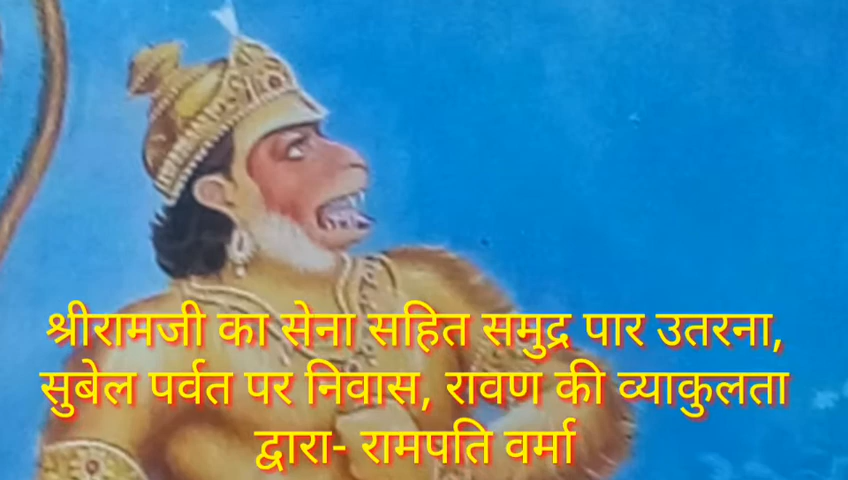 श्रीरामजी का सेना सहित समुद्र पार उतरना,
सुबेल पर्वत पर निवास, रावण की व्याकुलता
द्वारा- रामपति वर्मा